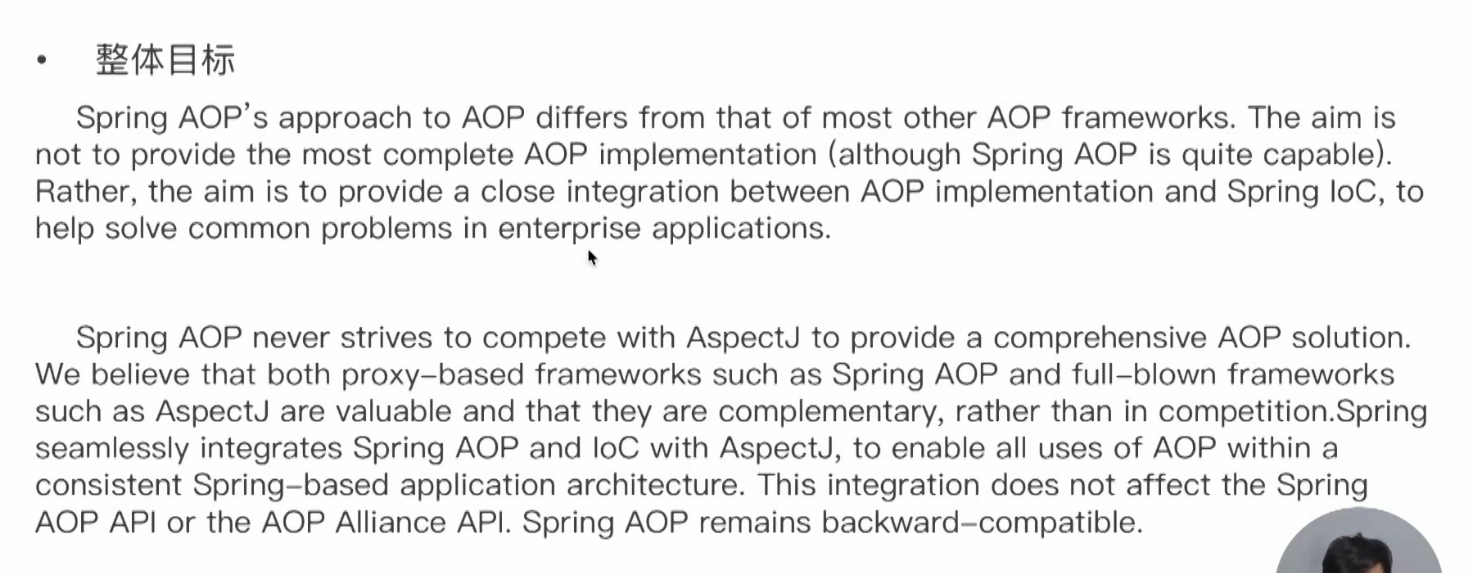 • 整体目标
Spring AOP's approach to AOP differs from that of most other AOP frameworks. The aim is
not to provide the most complete AOP implementation (although Spring AOP is quite capable).
Rather, the aim is to provide a close integration between AOP implementation and Spring IoC, to
help solve common problems in enterprise applications.
Spring AOP never strives to compete with AspectJ to provide a comprehensive AOP solution.
We believe that both proxy–based frameworks such as Spring AOP and full–blown frameworks
such as AspectJ are valuable and that they are complementary, rather than in competition.Spring
seamlessly integrates Spring AOP and IoC with AspectJ, to enable all uses of AOP within a
consistent Spring–based application architecture. This integration does not affect the Spring
AOP API or the AOP Alliance API. Spring AOP remains backward–compatible.